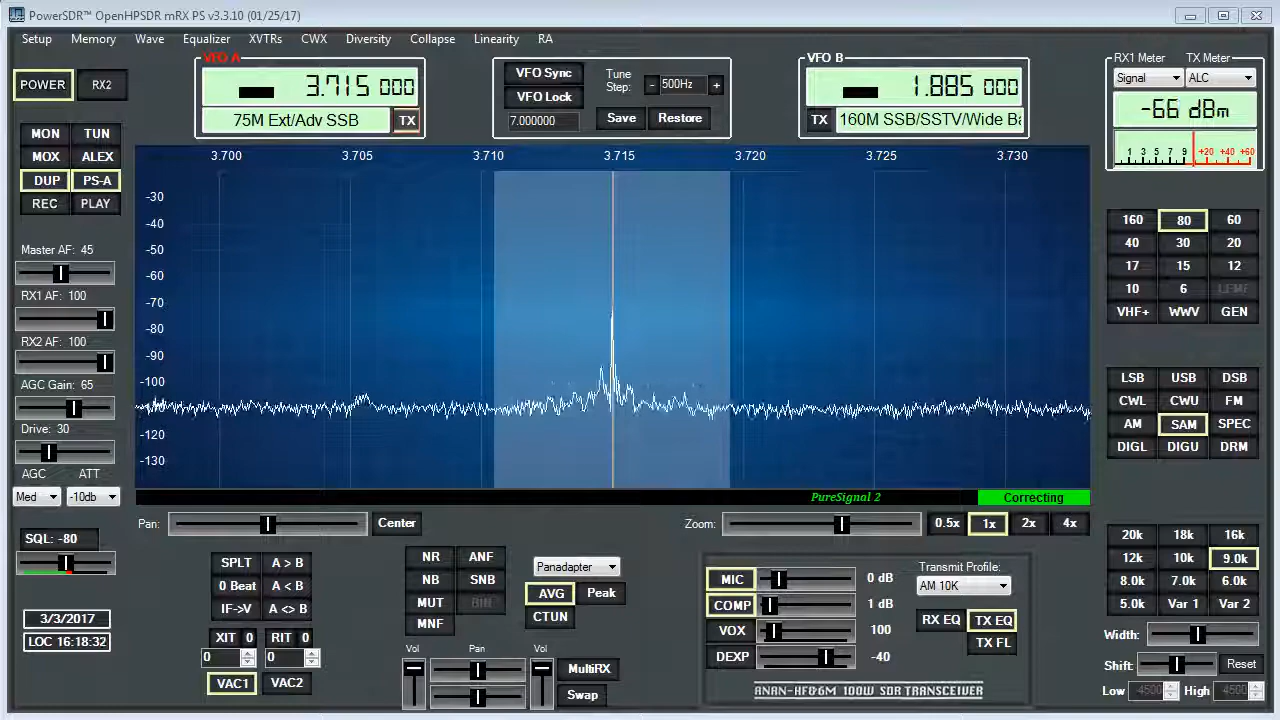 PowerSDR™ OpenHPSDR mRX PS v3.3.10 (01/25/17)
Setup Memory Wave Equalizer XVTRs CWX Diversity Collapse Linearity RA
POWER RX2
VFO A
3.715 000
75M Ext/Adv SSB TX
VFO Sync
VFO Lock
Tune Step: - 500Hz +
7.000000 Save Restore
VFO B
1.885 000
TX 160M SSB/SSTV/Wide Ba
RX1 Meter TX Meter
Signal ALC
-66 dBm
1 3 5 7 9 +20 +40 +60
MON TUN
MOX ALEX
DUP PS-A
REC PLAY
Master AF: 45
RX1 AF: 100
RX2 AF: 100
AGC Gain: 65
Drive: 30
AGC ATT
Med -10db
SQL: -80
3/3/2017
LOC 16:18:32
3.700 3.705 3.710 3.715 3.720 3.725 3.730
-30
-40
-50
-60
-70
-80
-90
-100
-110
-120
-130
PureSignal 2 Correcting
Pan: Center Zoom: 0.5x 1x 2x 4x
SPLT A > B
0 Beat A < B
IF->V A <> B
XIT 0 RIT 0
0 0
VAC1 VAC2
NR ANF
NB SNB
MUT BIN
MNF
Panadapter
AVG Peak
CTUN
Vol Pan Vol
MultiRX
Swap
MIC 0 dB
COMP 1 dB
VOX 100
DEXP -40
Transmit Profile:
AM 10K
RX EQ TX EQ
TX FL
ANAN-HF&6M 100W SDR TRANSCEIVER
160 80 60
40 30 20
17 15 12
10 6 LFMF
VHF+ WWV GEN
LSB USB DSB
CWL CWU FM
AM SAM SPEC
DIGL DIGU DRM
20k 18k 16k
12k 10k 9.0k
8.0k 7.0k 6.0k
5.0k Var 1 Var 2
Width:
Shift: Reset
Low -4500 High 4500